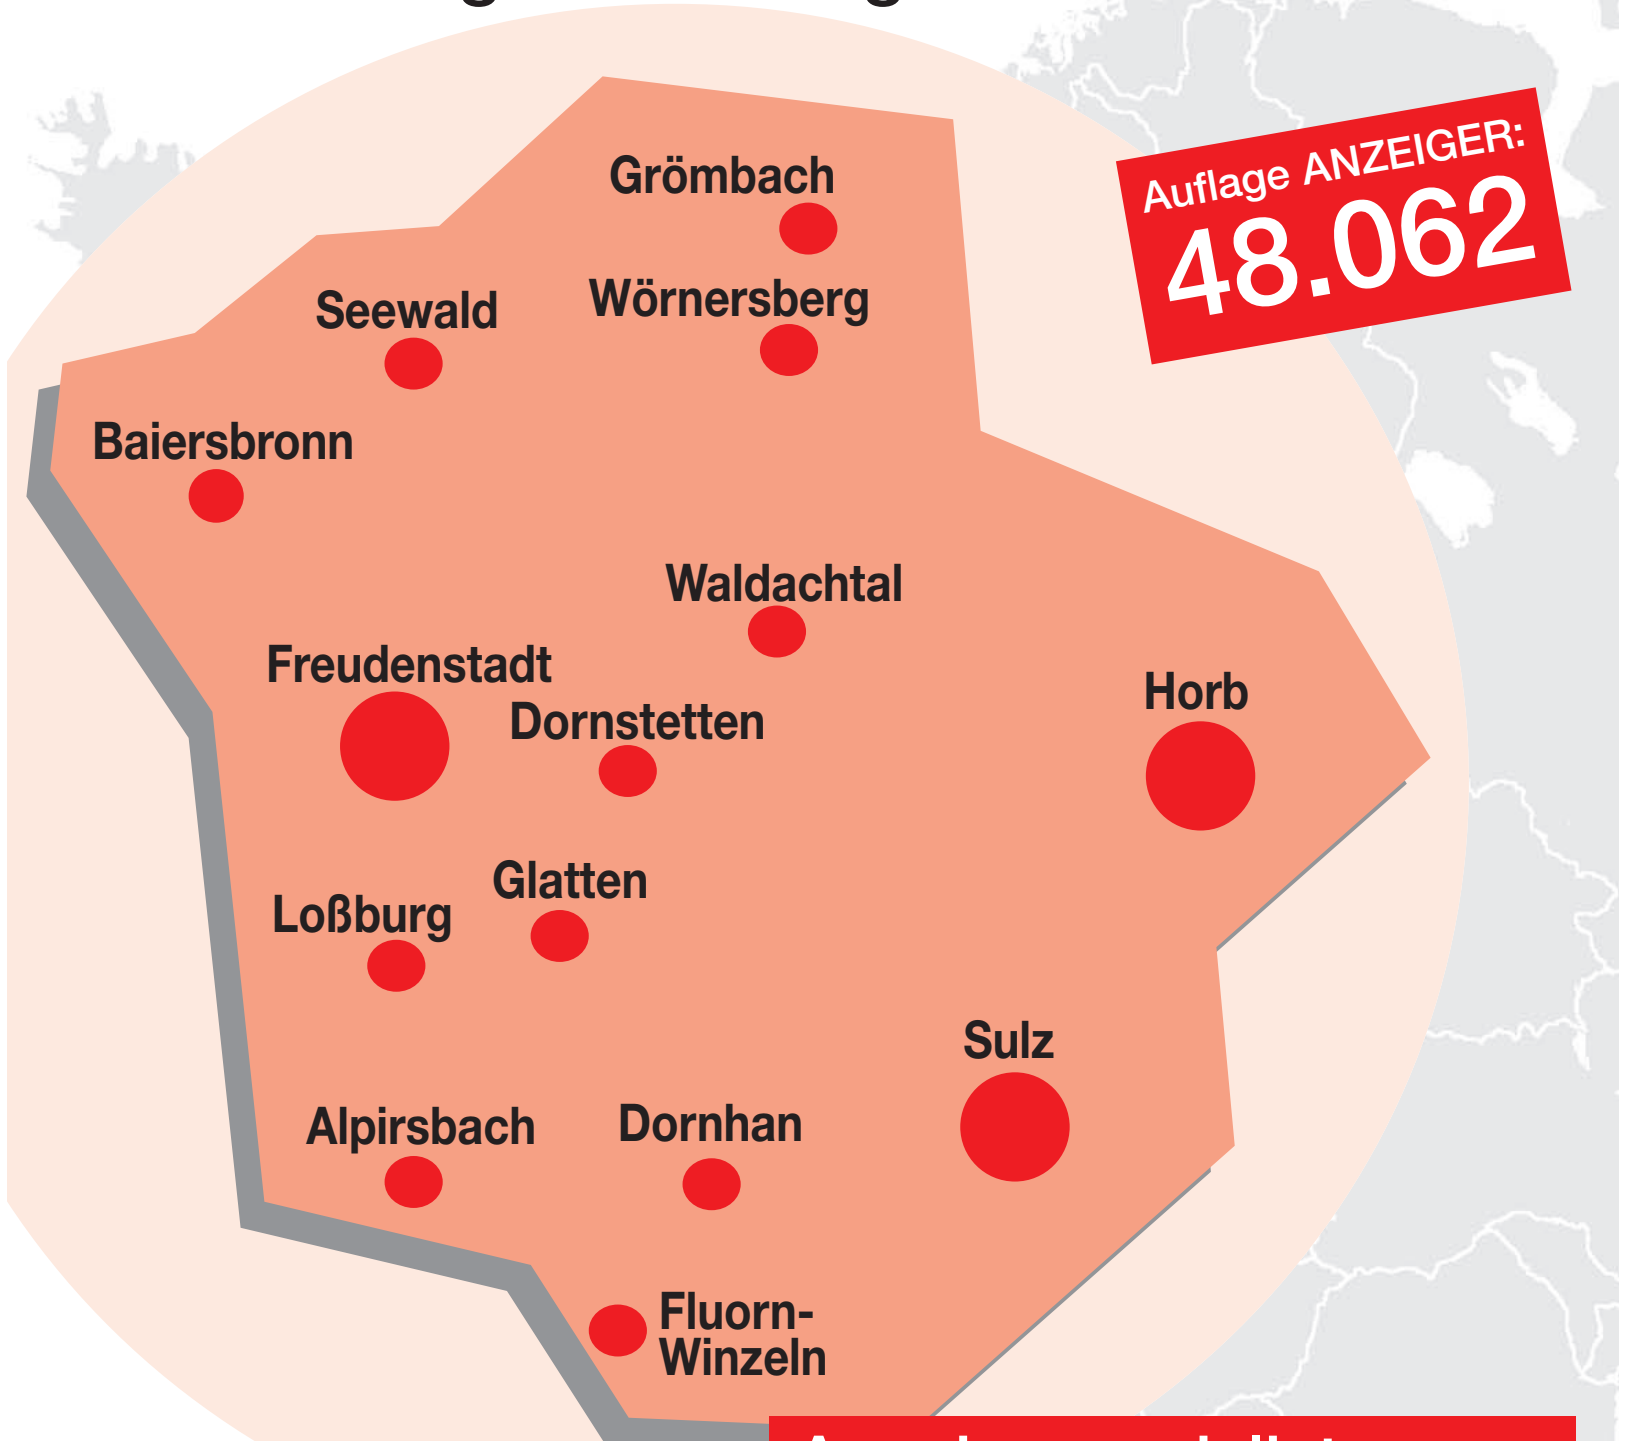 Auflage ANZEIGER:
48.062
Grömbach
Wörnersberg
Seewald
Baiersbronn
Waldachtal
Freudenstadt
Dornstetten
Horb
Glatten
Loßburg
Sulz
Alpirsbach
Dornhan
Fluorn-
Winzeln